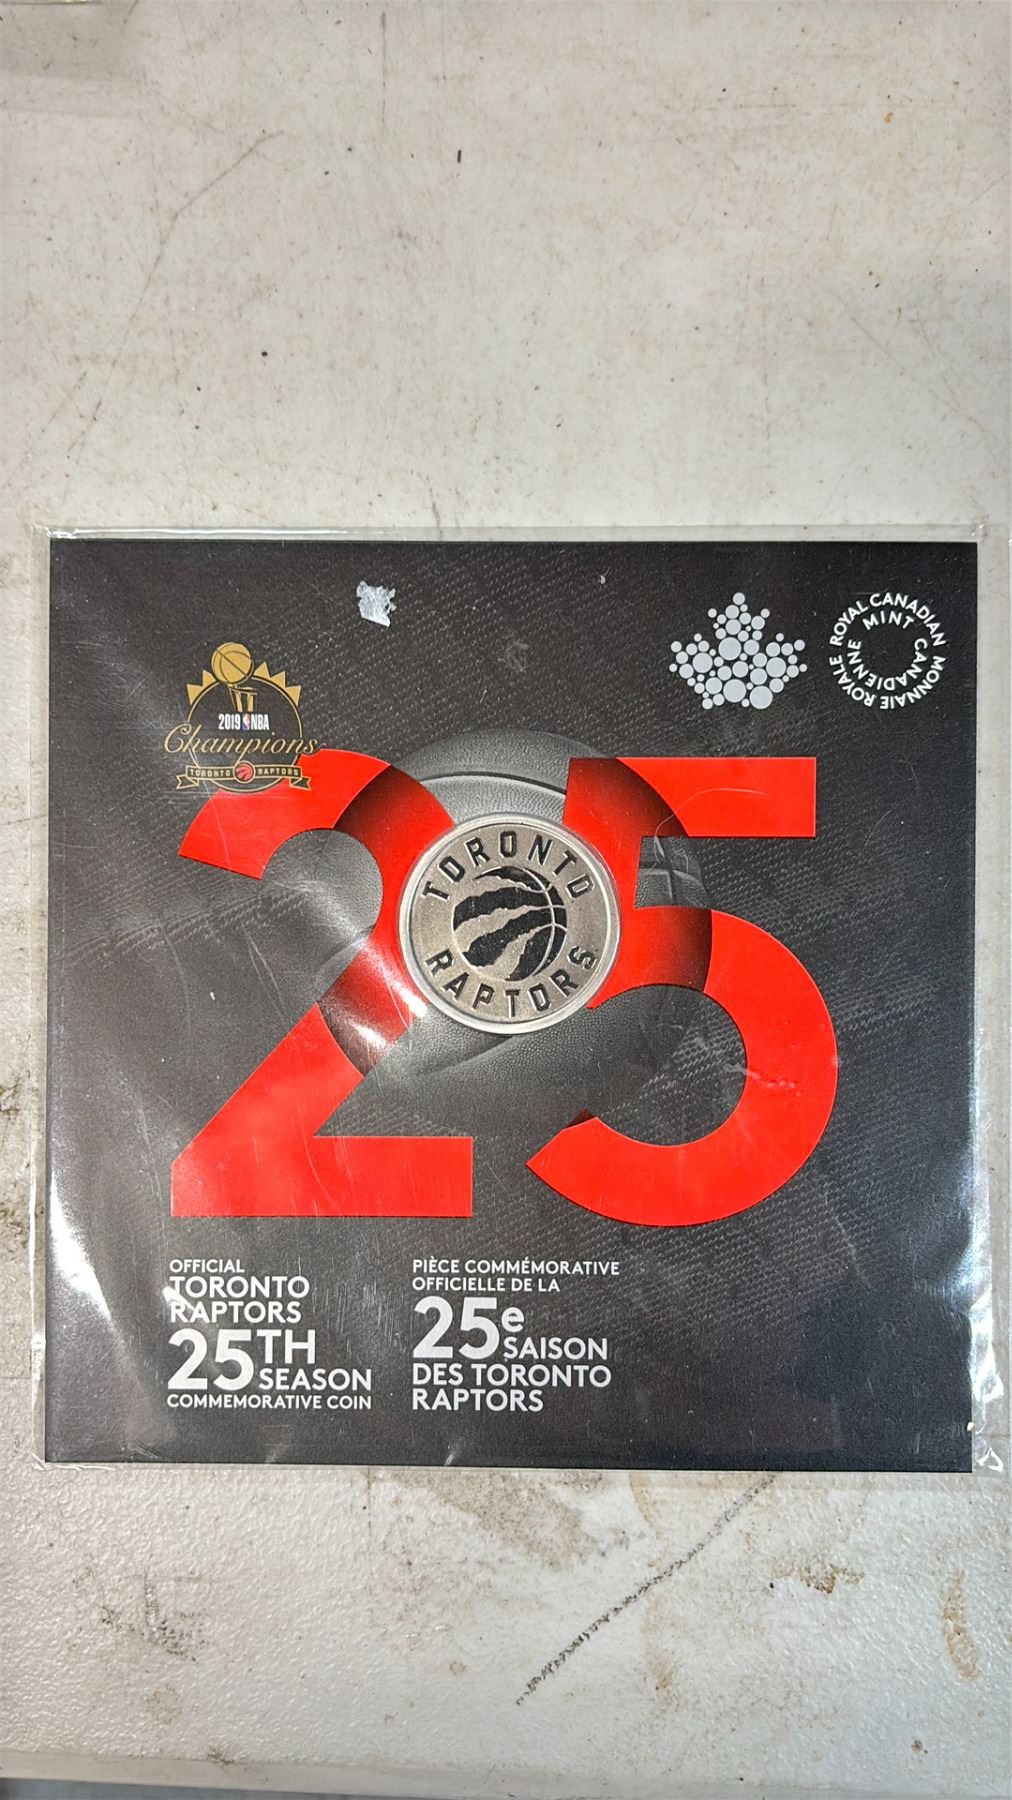 2019 NBA
Champions
TORONTO RAPTORS
ROYAL CANADIAN MINT
MONNAIE ROYALE CANADIENNE
25
TORONTO
RAPTORS
OFFICIAL
TORONTO
RAPTORS
25TH
SEASON
COMMEMORATIVE COIN
PIÈCE COMMÉMORATIVE
OFFICIELLE DE LA
25e
SAISON
DES TORONTO
RAPTORS